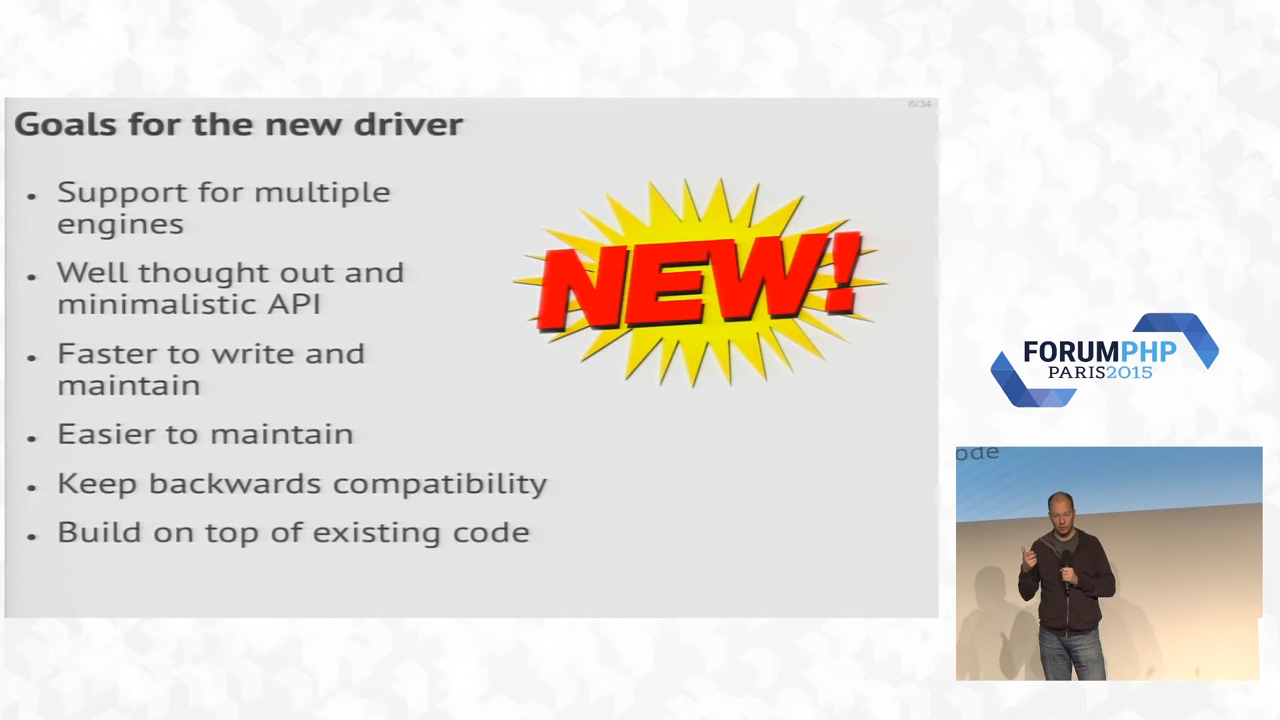 6/34
Goals for the new driver
• Support for multiple
engines
• Well thought out and
minimalistic API
• Faster to write and
maintain
• Easier to maintain
• Keep backwards compatibility
• Build on top of existing code
NEW!
FORUMPHP
PARIS2015
ode